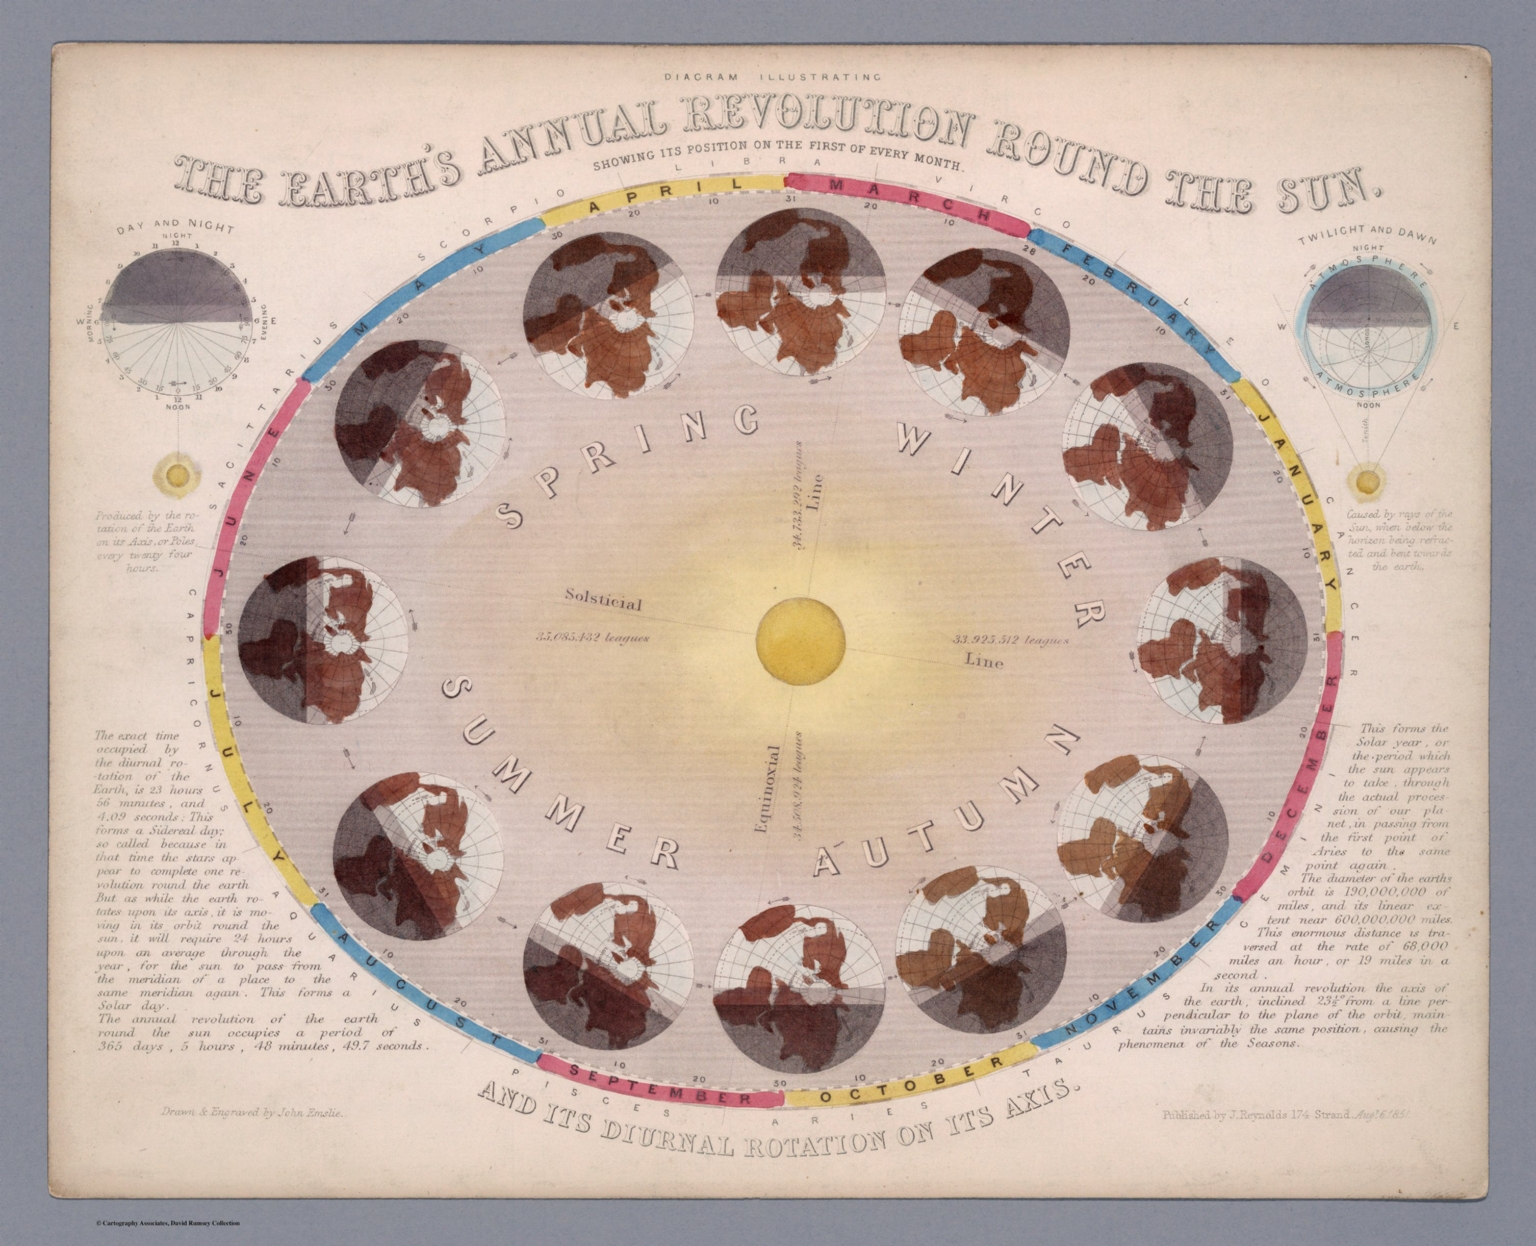 DIAGRAM ILLUSTRATING
THE EARTH'S ANNUAL REVOLUTION ROUND THE SUN,
SHOWING ITS POSITION ON THE FIRST OF EVERY MONTH.
LIBRA
VIRGO
LE
CANCER
GEMINI
TAURUS
ARIES
PISCES
AQUARIUS
CAPRICORNUS
SAGITTARIUS
SCORPIO
APRIL
MARCH
FEBRUARY
JANUARY
DECEMBER
NOVEMBER
OCTOBER
SEPTEMBER
AUGUST
JULY
JUNE
MAY
DAY AND NIGHT
NIGHT
MORNING
EVENING
W
E
NOON
Produced by the ro-
tation of the Earth
on its Axis, or Poles,
every twenty four
hours.
TWILIGHT AND DAWN
NIGHT
ATMOSPHERE
W
E
ATMOSPHERE
NOON
Zenith
Caused by rays of the
Sun, when below the
horizon being refrac-
ted and bent towards
the earth.
SPRING
WINTER
SUMMER
AUTUMN
Solsticial
Line
Equinoxial
Line
33,925,512 leagues
The exact time
occupied by
the diurnal ro-
-tation of the
Earth, is 23 hours
56 minutes, and
4.09 seconds: This
forms a Sidereal day;
so called because in
that time the stars ap
pear to complete one re-
volution round the earth
But as while the earth ro-
tates upon its axis, it is mo-
ving in its orbit round the
sun, it will require 24 hours
upon an average through the
year, for the sun to pass from
the meridian of a place to the
same meridian again. This forms a
Solar day.
The annual revolution of the earth
round the sun occupies a period of
365 days, 5 hours, 48 minutes, 49.7 seconds.
This forms the
Solar year, or
the period which
the sun appears
to take, through
the actual proces-
sion of our pla-
net, in passing from
the first point of
Aries to the same
point again.
The diameter of the earths
orbit is 190,000,000 of
miles, and its linear ex-
tent near 600,000,000 miles.
This enormous distance is tra-
versed at the rate of 68,000
miles an hour, or 19 miles in a
second.
In its annual revolution the axis of
the earth, inclined 23½° from a line per-
pendicular to the plane of the orbit, main-
tains invariably the same position, causing the
phenomena of the Seasons.
AND ITS DIURNAL ROTATION ON ITS AXIS.
Drawn & Engraved by John Emslie.
Published by J. Reynolds 174 Strand
© Cartography Associates, David Rumsey Collection